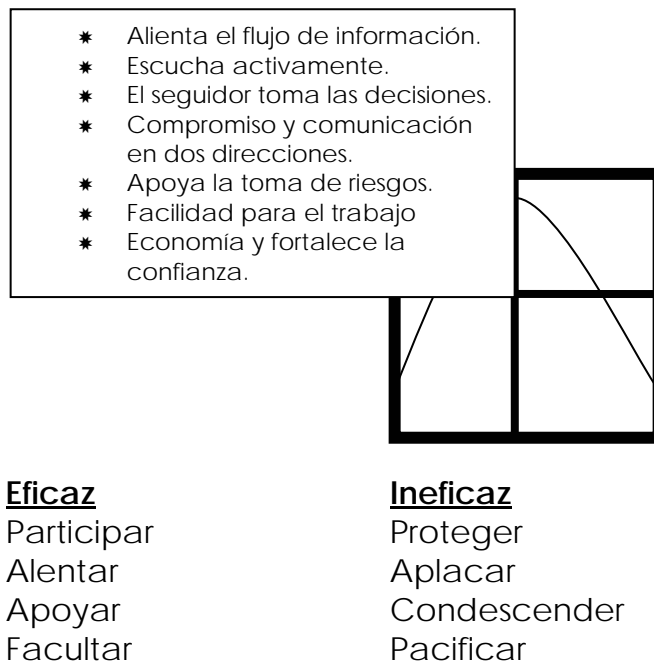 ✷ Alienta el flujo de información.
✷ Escucha activamente.
✷ El seguidor toma las decisiones.
✷ Compromiso y comunicación
en dos direcciones.
✷ Apoya la toma de riesgos.
✷ Facilidad para el trabajo
✷ Economía y fortalece la
confianza.
Eficaz
Participar
Alentar
Apoyar
Facultar
Ineficaz
Proteger
Aplacar
Condescender
Pacificar